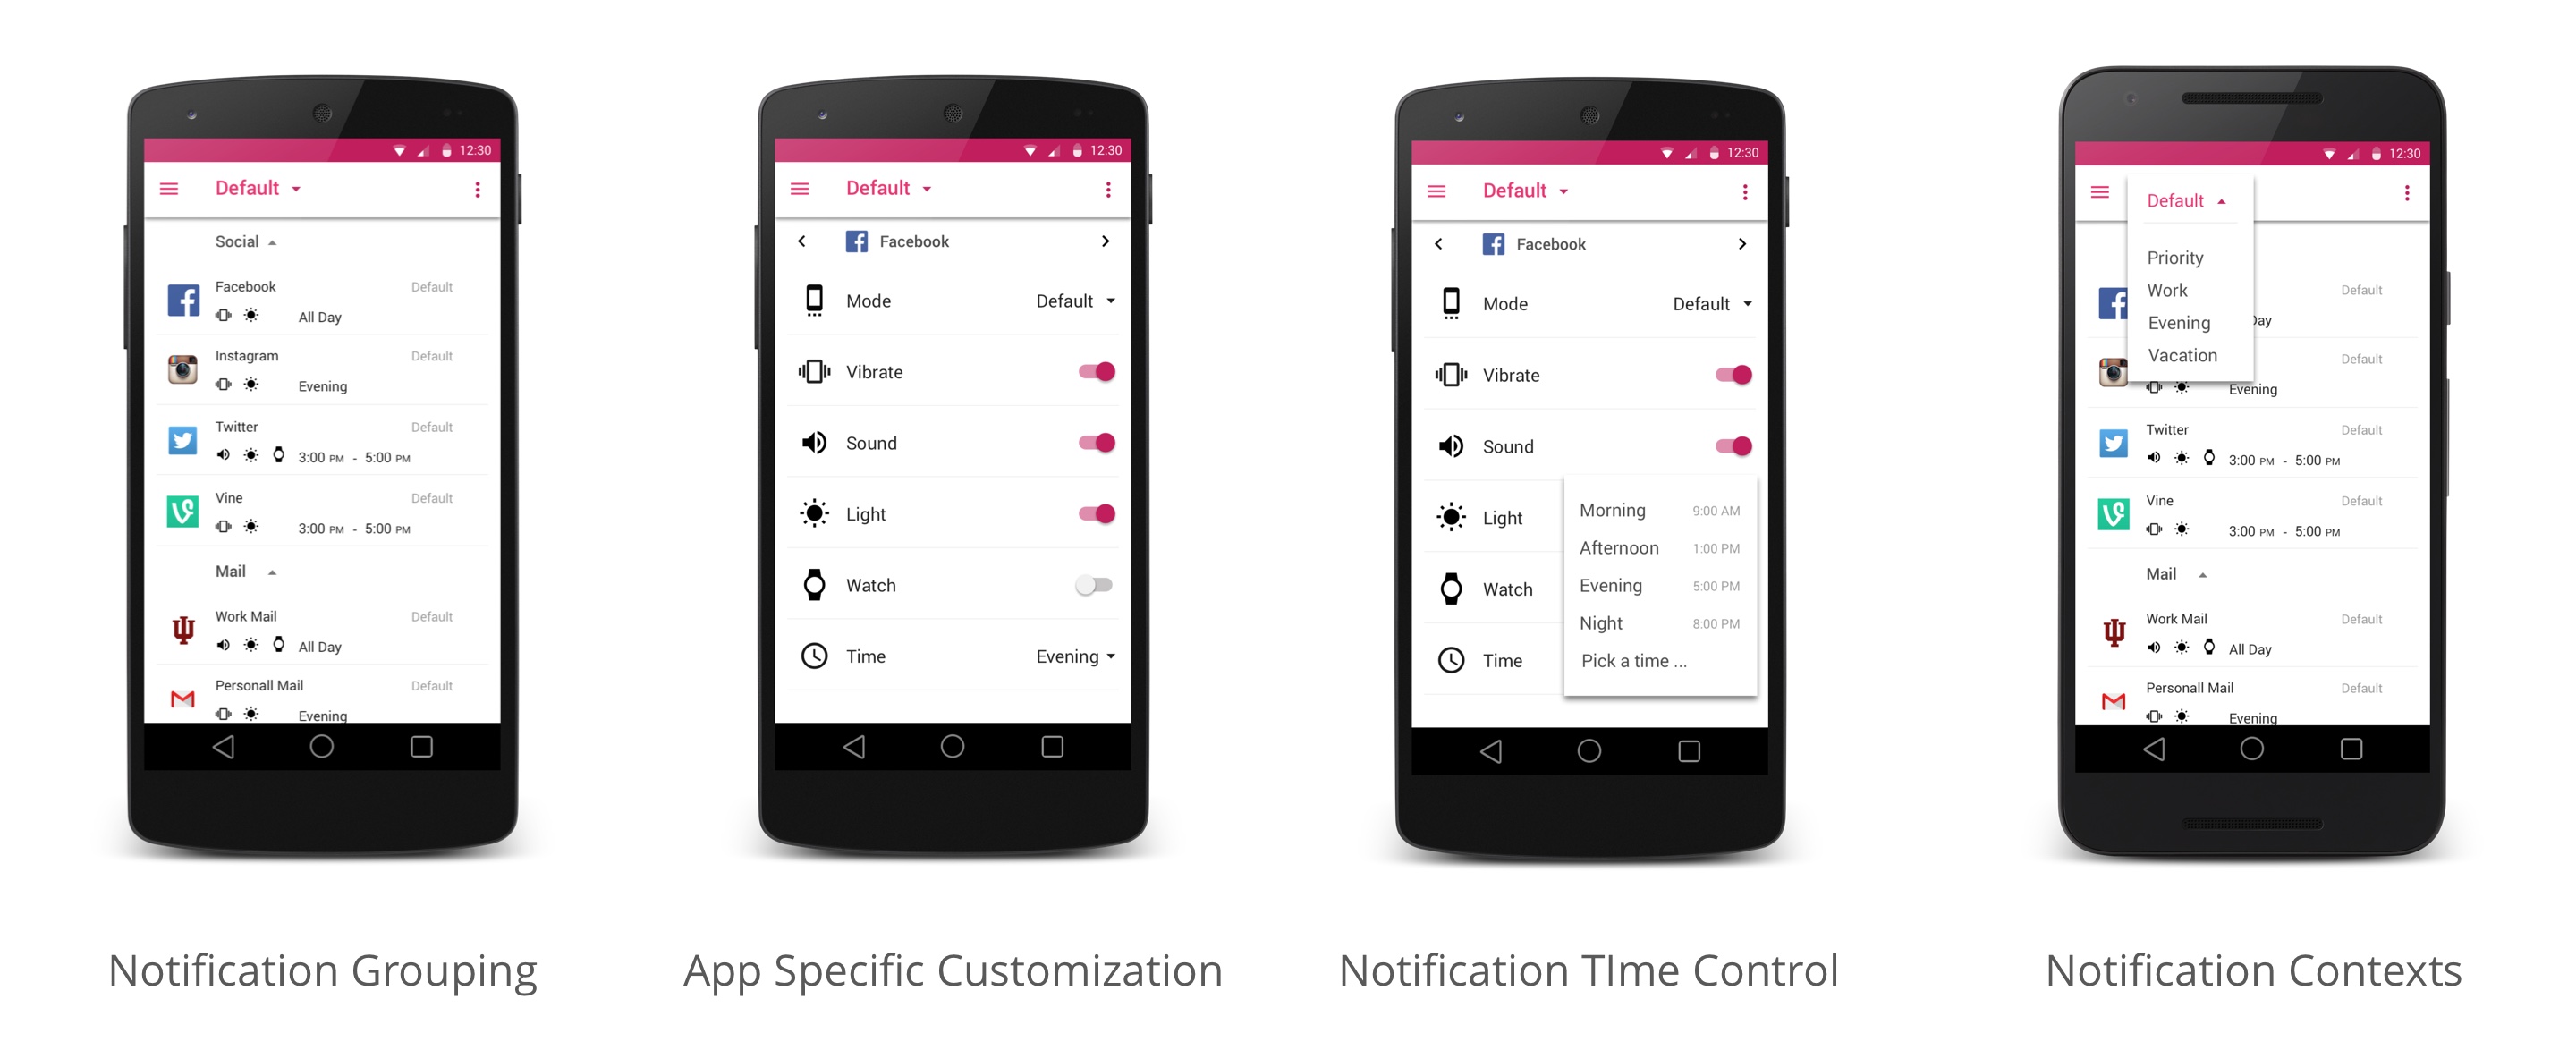 12:30
Default
Social
Facebook Default
All Day
Instagram Default
Evening
Twitter Default
3:00 PM - 5:00 PM
Vine Default
3:00 PM - 5:00 PM
Mail
Work Mail Default
All Day
Personall Mail Default
Evening
Notification Grouping
12:30
Default
Facebook
Mode Default
Vibrate
Sound
Light
Watch
Time Evening
App Specific Customization
12:30
Default
Facebook
Mode Default
Vibrate
Sound
Light
Watch
Time
Morning 9:00 AM
Afternoon 1:00 PM
Evening 5:00 PM
Night 8:00 PM
Pick a time ...
Notification TIme Control
12:30
Default
Priority
Work
Evening
Vacation
Default
Day
Default
Evening
Twitter Default
3:00 PM - 5:00 PM
Vine Default
3:00 PM - 5:00 PM
Mail
Work Mail Default
All Day
Personall Mail Default
Evening
Notification Contexts